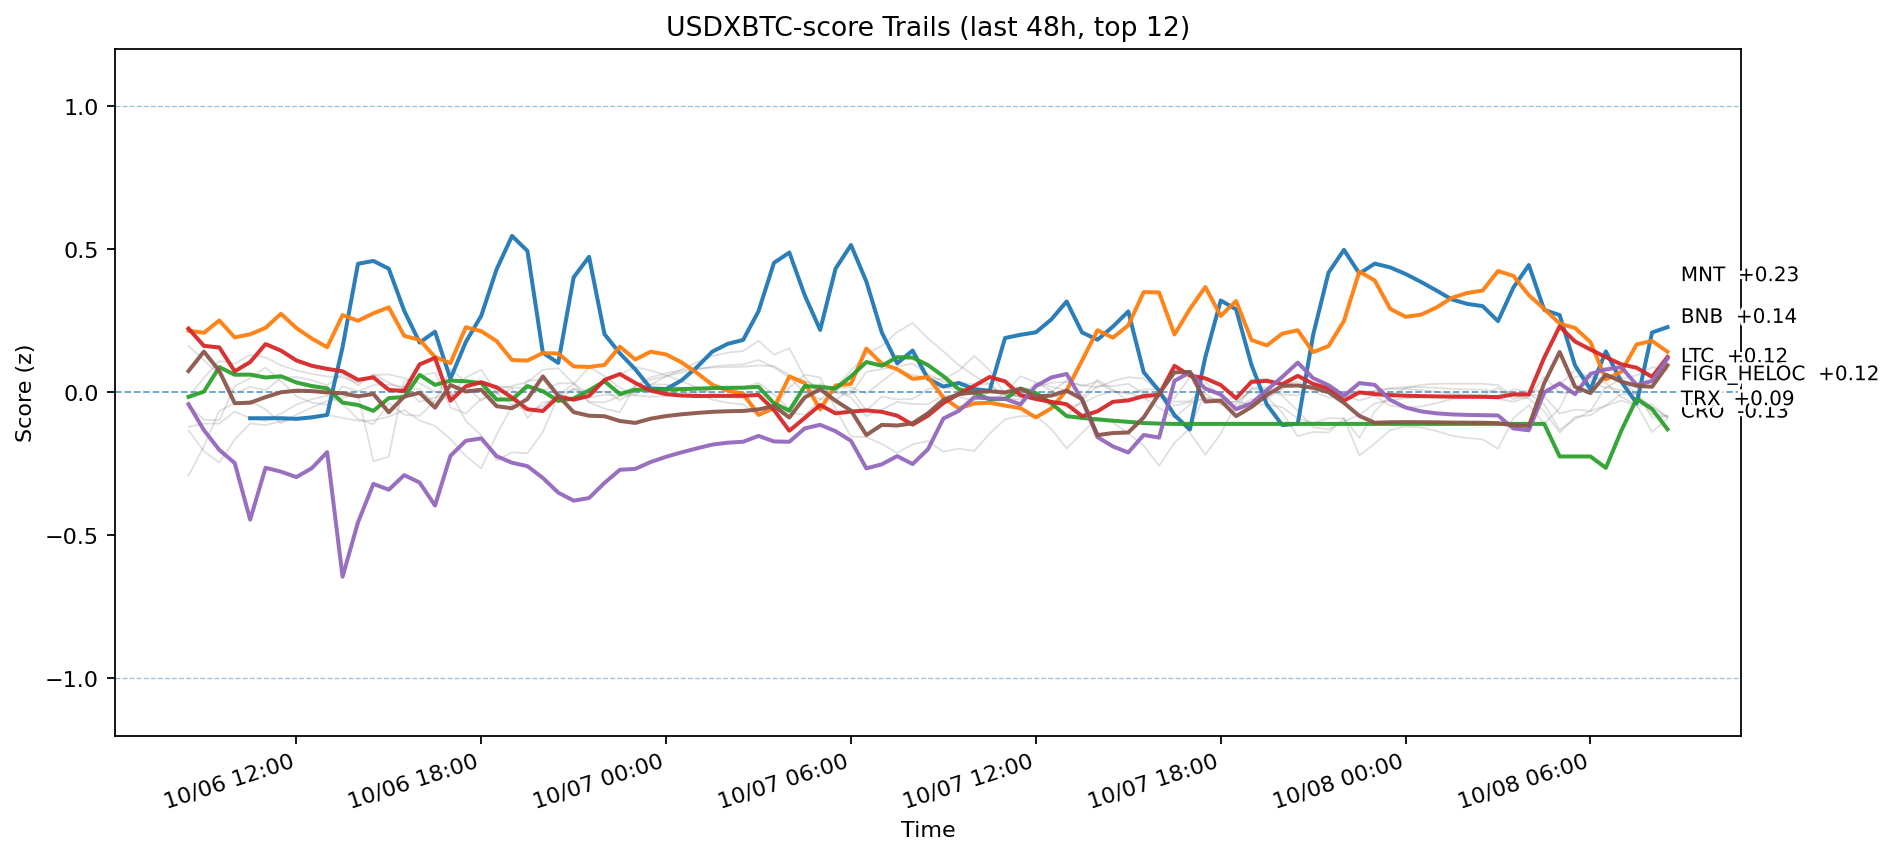 USDXBTC-score Trails (last 48h, top 12)
Score (z)
1.0
0.5
0.0
−0.5
−1.0
MNT +0.23
BNB +0.14
LTC +0.12
FIGR_HELOC +0.12
TRX +0.09
CRO -0.13
10/06 12:00
10/06 18:00
10/07 00:00
10/07 06:00
10/07 12:00
10/07 18:00
10/08 00:00
10/08 06:00
Time